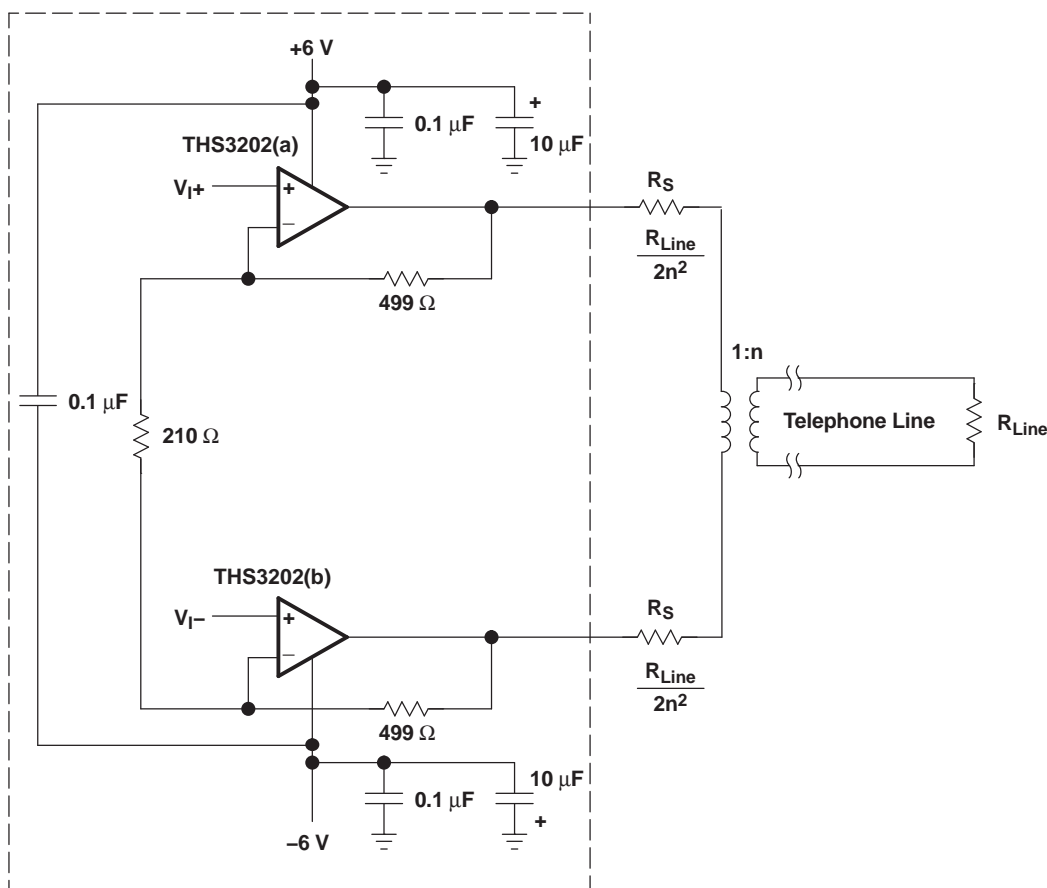 +6 V
+
0.1 μF
10 μF
THS3202(a)
VI+
+
−
499 Ω
RS
RLine
2n²
1:n
0.1 μF
210 Ω
Telephone Line
RLine
THS3202(b)
VI−
+
−
499 Ω
RS
RLine
2n²
0.1 μF
10 μF
+
−6 V